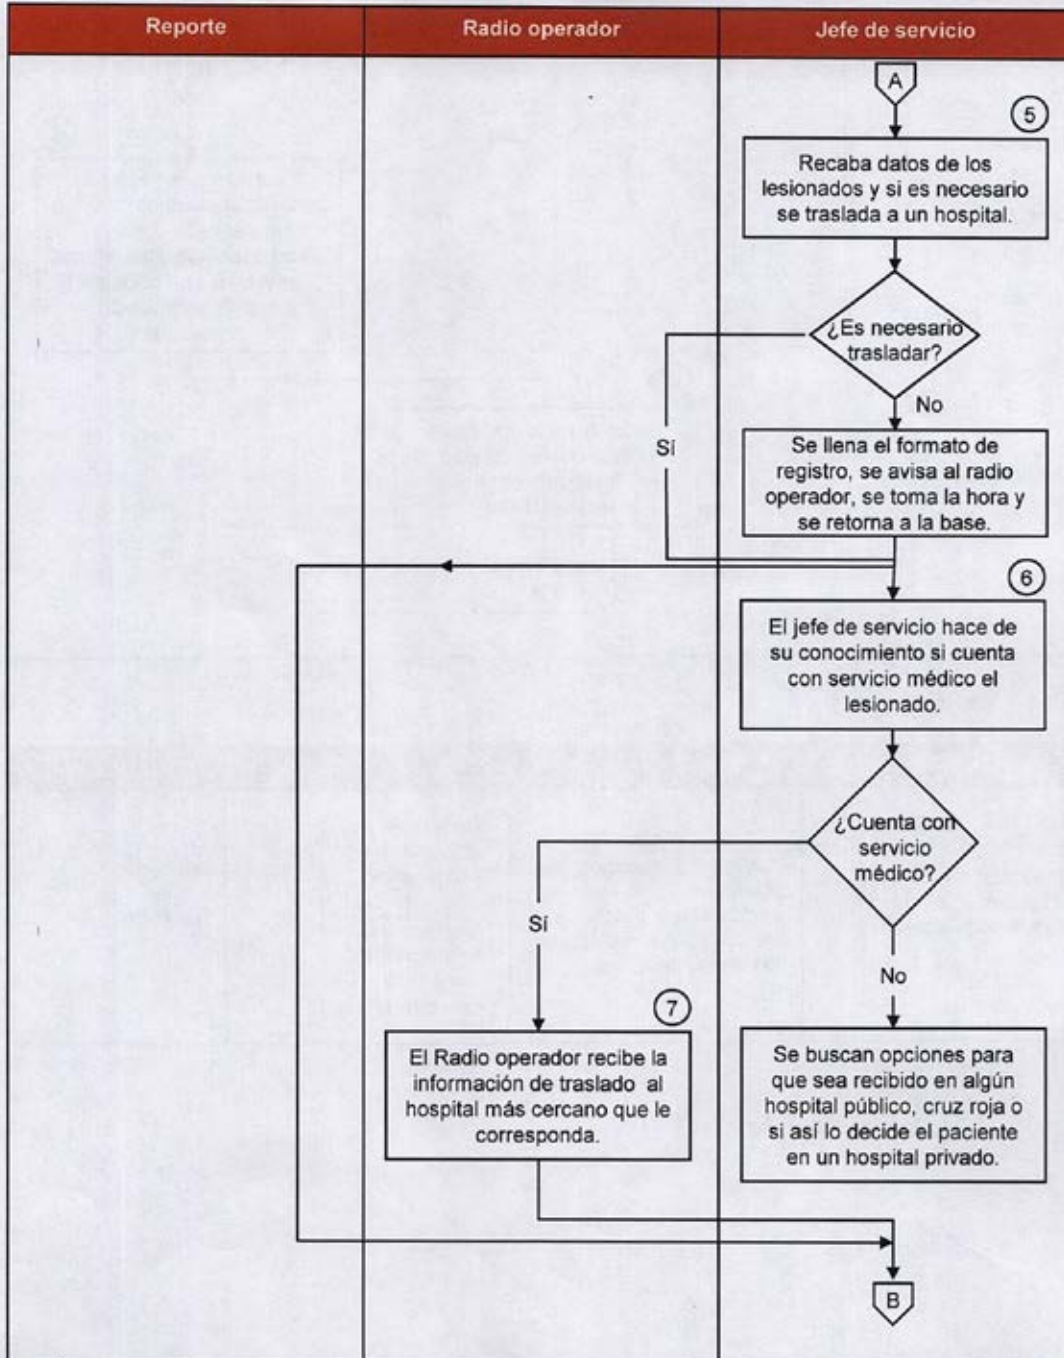 Reporte
Radio operador
Jefe de servicio
A
5
Recaba datos de los
lesionados y si es necesario
se traslada a un hospital.
¿Es necesario
trasladar?
No
Sí
Se llena el formato de
registro, se avisa al radio
operador, se toma la hora y
se retorna a la base.
6
El jefe de servicio hace de
su conocimiento si cuenta
con servicio médico el
lesionado.
¿Cuenta con
servicio
médico?
Sí
No
7
El Radio operador recibe la
información de traslado al
hospital más cercano que le
corresponda.
Se buscan opciones para
que sea recibido en algún
hospital público, cruz roja o
si así lo decide el paciente
en un hospital privado.
B